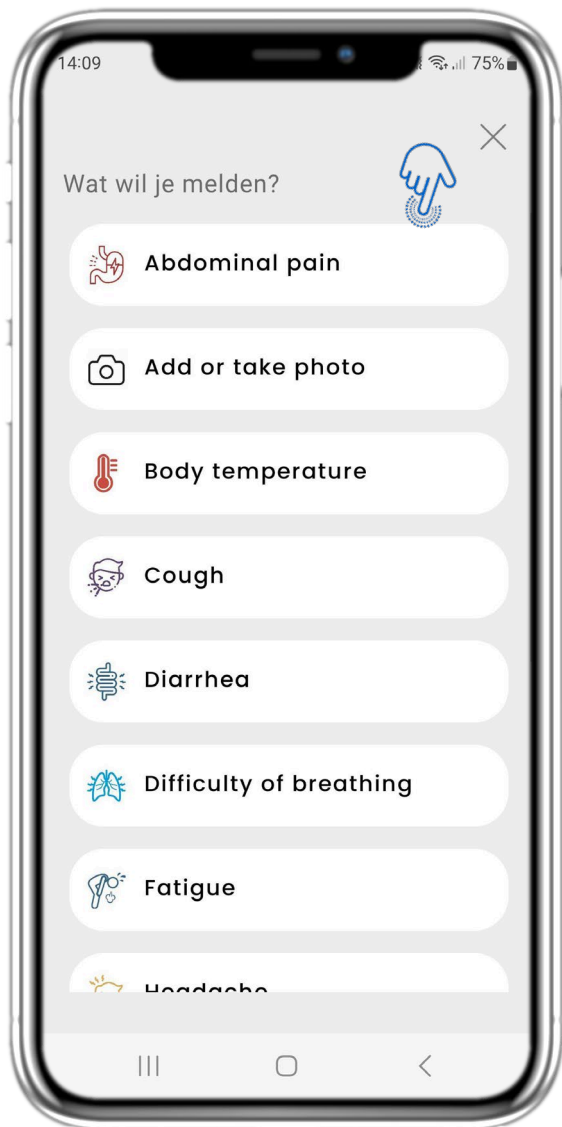 14:09
75%
Wat wil je melden?
Abdominal pain
Add or take photo
Body temperature
Cough
Diarrhea
Difficulty of breathing
Fatigue
Headache